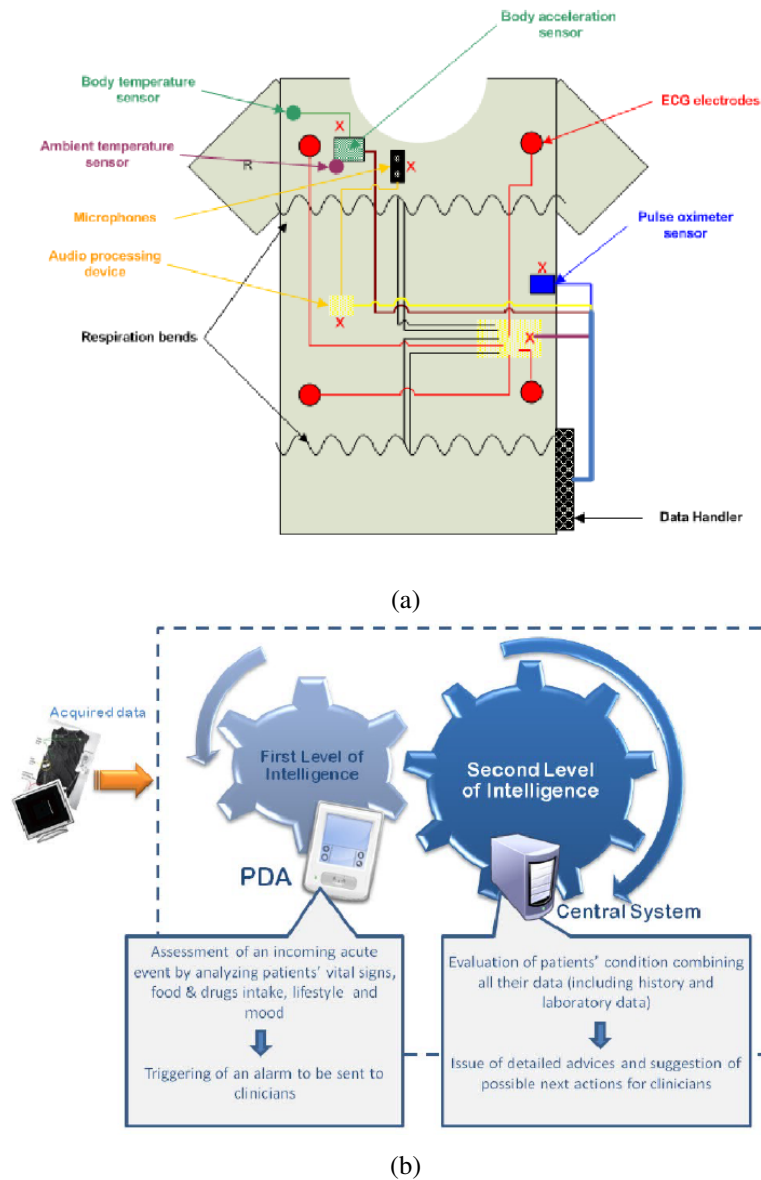 Body acceleration
sensor
Body temperature
sensor
ECG electrodes
X
Ambient temperature
sensor
R
X
Microphones
Pulse oximeter
sensor
Audio processing
device
X
X
X
Respiration bends
Data Handler
(a)
Acquired data
First Level of
Intelligence
Second Level
of Intelligence
PDA
Central System
Assessment of an incoming acute
event by analyzing patients' vital signs,
food & drugs intake, lifestyle and
mood
Triggering of an alarm to be sent to
clinicians
Evaluation of patients' condition combining
all their data (including history and
laboratory data)
Issue of detailed advices and suggestion of
possible next actions for clinicians
(b)